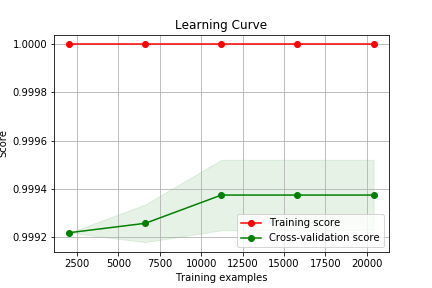 Learning Curve
1.0000
0.9998
0.9996
0.9994
0.9992
Score
Training score
Cross-validation score
2500 5000 7500 10000 12500 15000 17500 20000
Training examples